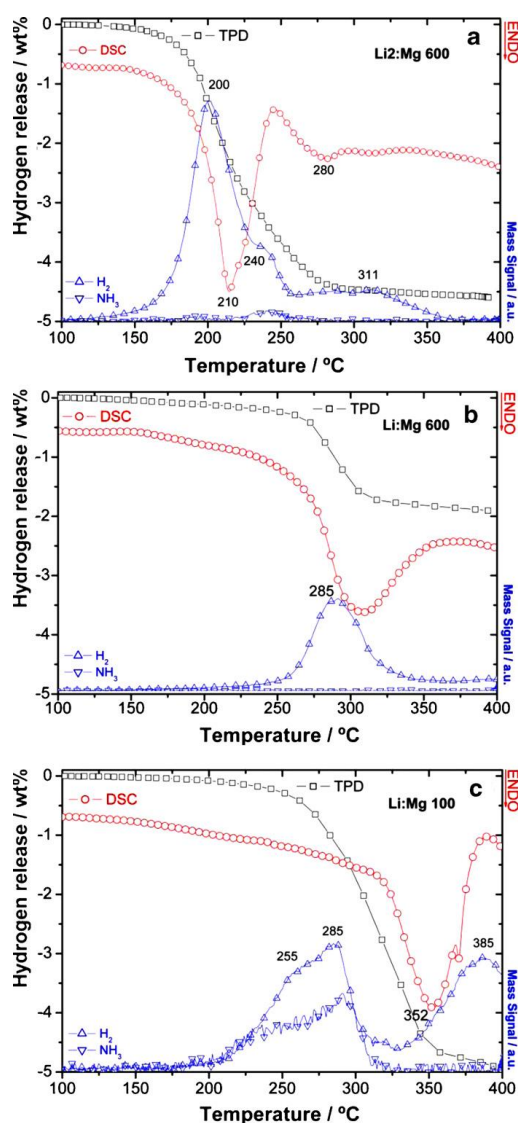 a
TPD
DSC
Li2:Mg 600
ENDO
0
-1
-2
-3
-4
-5
Hydrogen release / wt%
200
280
240
210
311
H2
NH3
Mass Signal / a.u.
100 150 200 250 300 350 400
Temperature / ºC
b
TPD
DSC
Li:Mg 600
ENDO
0
-1
-2
-3
-4
-5
Hydrogen release / wt%
285
H2
NH3
Mass Signal / a.u.
100 150 200 250 300 350 400
Temperature / ºC
c
TPD
DSC
Li:Mg 100
ENDO
0
-1
-2
-3
-4
-5
Hydrogen release / wt%
255
285
385
352
H2
NH3
Mass Signal / a.u.
100 150 200 250 300 350 400
Temperature / ºC